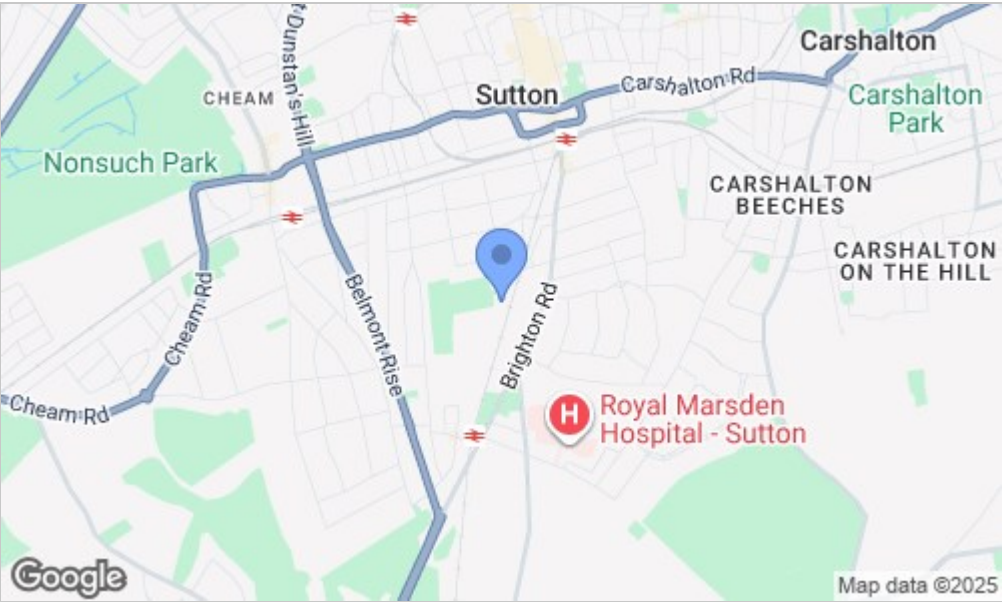 Carshalton
Dunstan's Hill
CHEAM
Sutton
Carshalton Rd
Carshalton
Park
Nonsuch Park
CARSHALTON
BEECHES
CARSHALTON
ON THE HILL
Cheam Rd
Belmont Rise
Brighton Rd
Cheam Rd
H
Royal Marsden
Hospital - Sutton
Google
Map data ©2025